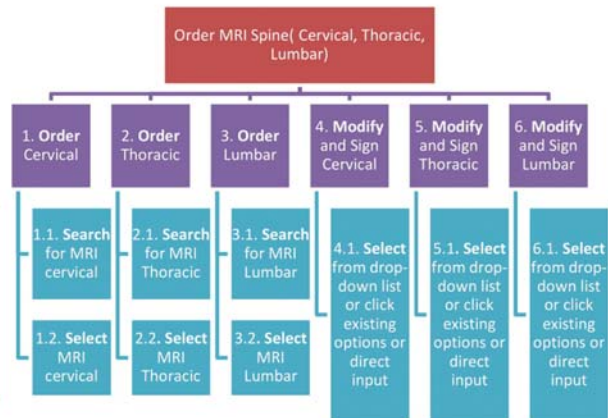 Order MRI Spine( Cervical, Thoracic,
Lumbar)
1. Order
Cervical
2. Order
Thoracic
3. Order
Lumbar
4. Modify
and Sign
Cervical
5. Modify
and Sign
Thoracic
6. Modify
and Sign
Lumbar
1.1. Search
for MRI
cervical
2.1. Search
for MRI
Thoracic
3.1. Search
for MRI
Lumbar
4.1. Select
from drop-
down list
or click
existing
options or
direct
input
5.1. Select
from drop-
down list
or click
existing
options or
direct
input
6.1. Select
from drop-
down list
or click
existing
options or
direct
input
1.2. Select
MRI
cervical
2.2. Select
MRI
Thoracic
3.2. Select
MRI
Lumbar